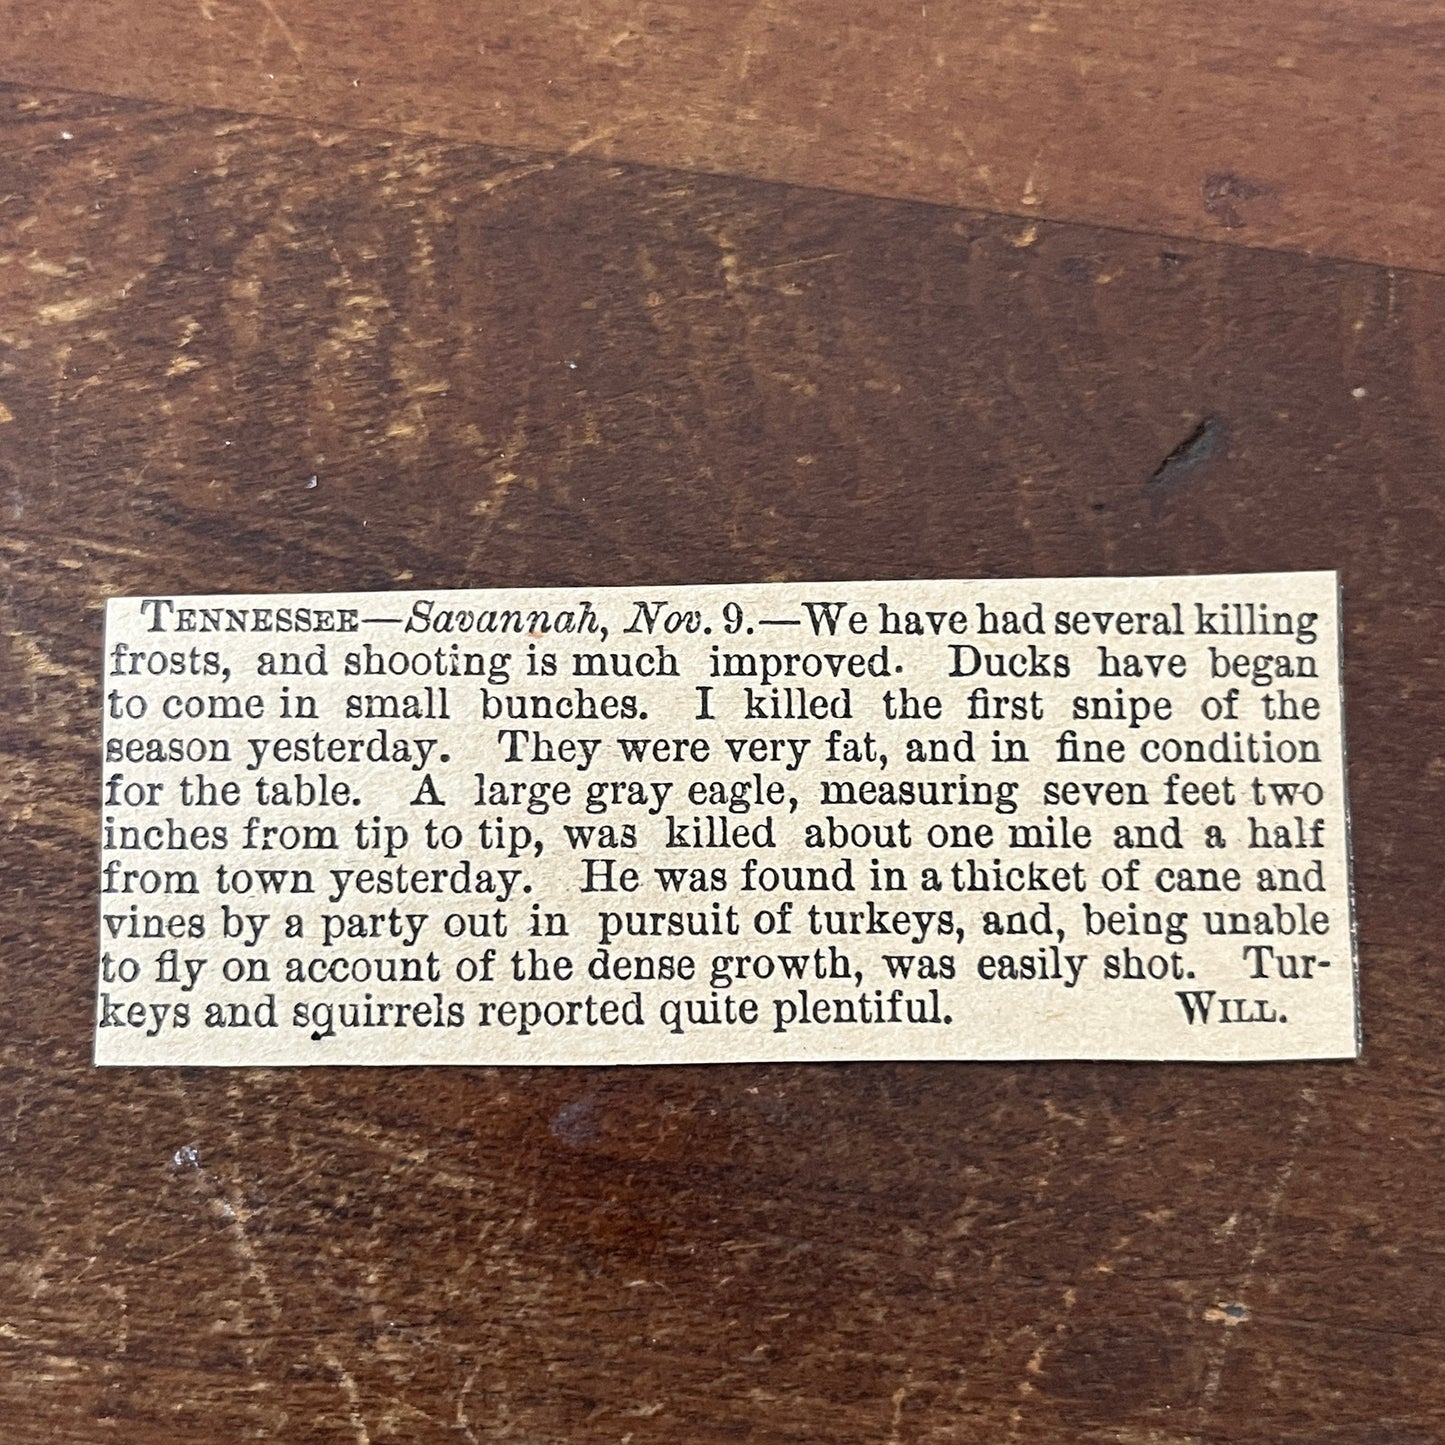 TENNESSEE—Savannah, Nov. 9.—We have had several killing
frosts, and shooting is much improved. Ducks have began
to come in small bunches. I killed the first snipe of the
season yesterday. They were very fat, and in fine condition
for the table. A large gray eagle, measuring seven feet two
inches from tip to tip, was killed about one mile and a half
from town yesterday. He was found in a thicket of cane and
vines by a party out in pursuit of turkeys, and, being unable
to fly on account of the dense growth, was easily shot. Tur-
keys and squirrels reported quite plentiful. WILL.